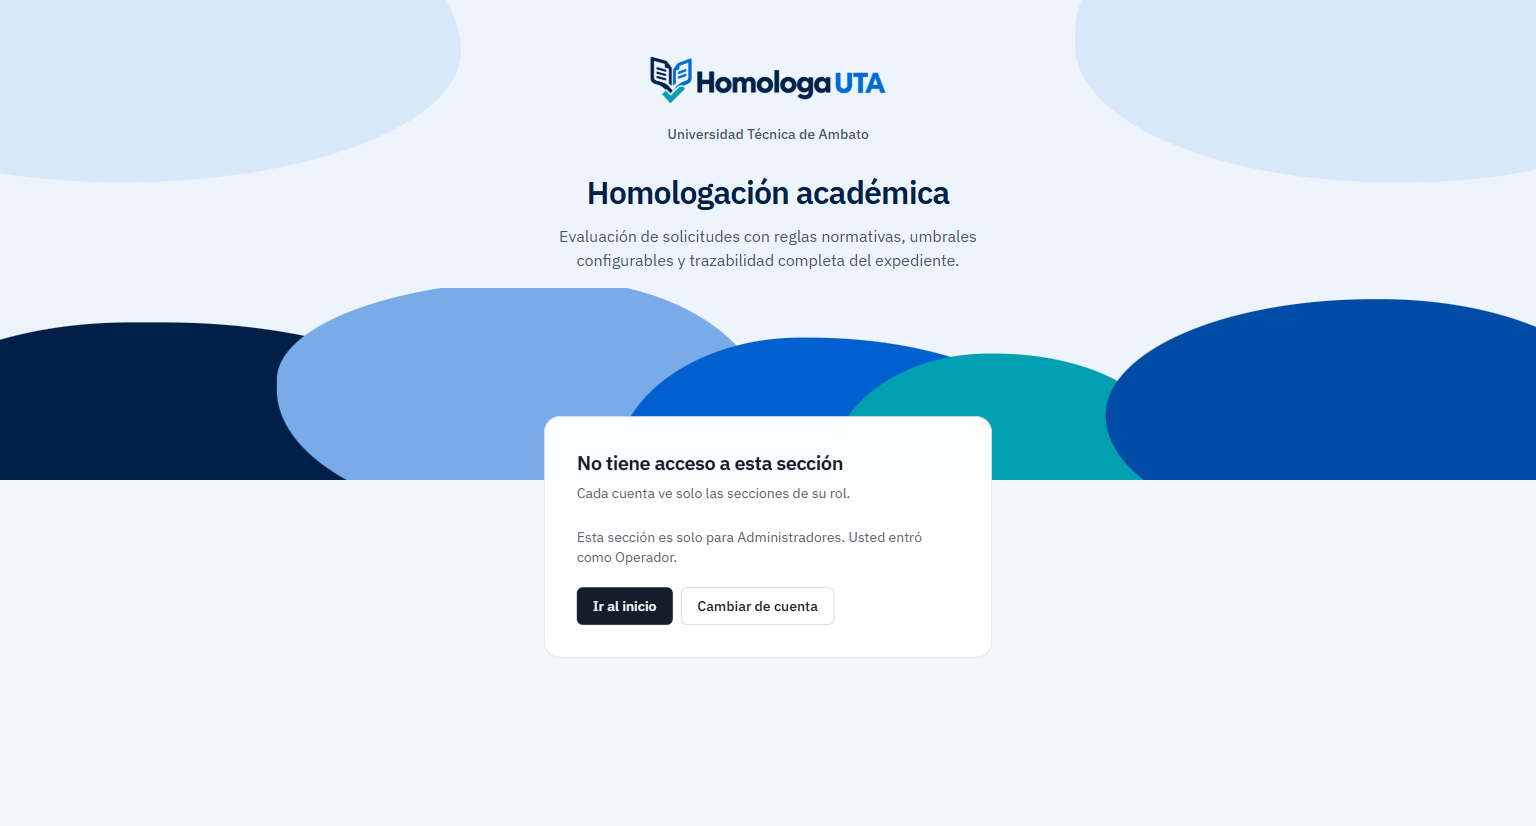 Homologa UTA
Universidad Técnica de Ambato
Homologación académica
Evaluación de solicitudes con reglas normativas, umbrales
configurables y trazabilidad completa del expediente.
No tiene acceso a esta sección
Cada cuenta ve solo las secciones de su rol.
Esta sección es solo para Administradores. Usted entró
como Operador.
Ir al inicio
Cambiar de cuenta